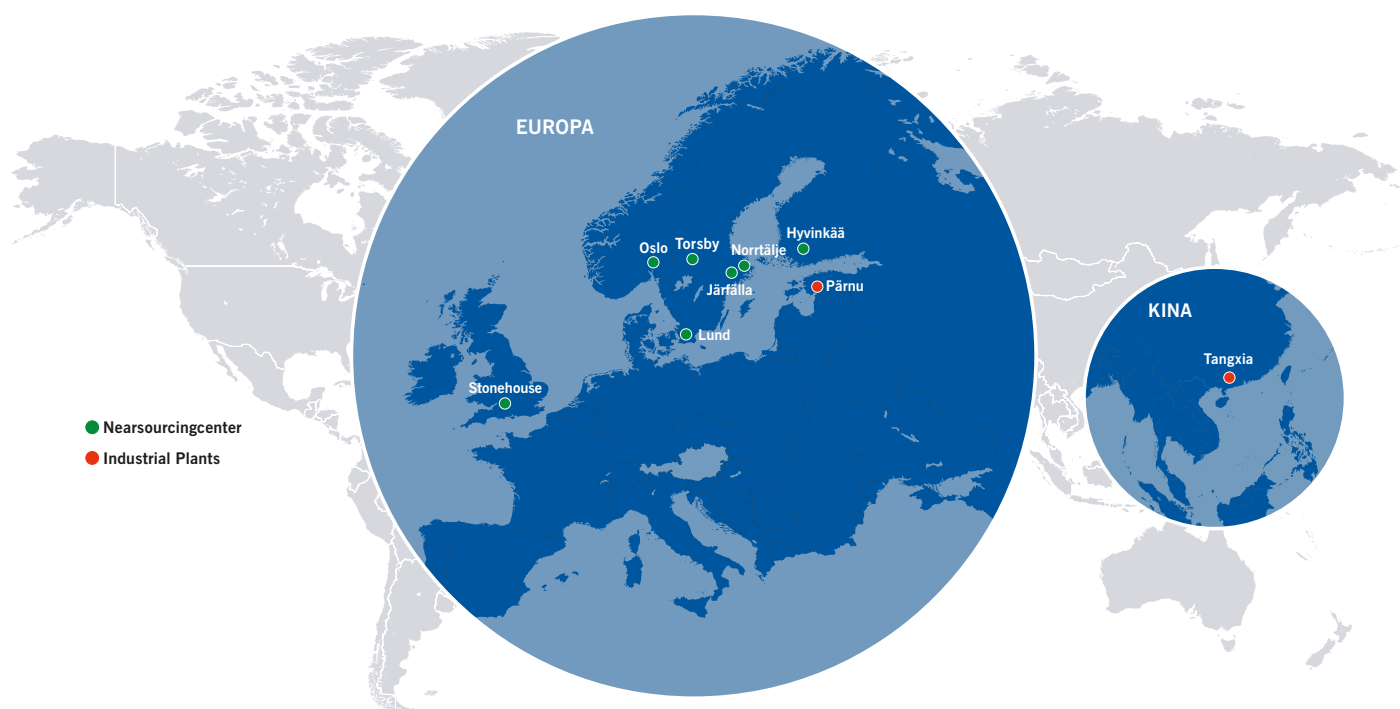 EUROPA
Hyvinkää
Oslo
Torsby
Norrtälje
Järfälla
Pärnu
Lund
Stonehouse
KINA
Tangxia
Nearsourcingcenter
Industrial Plants